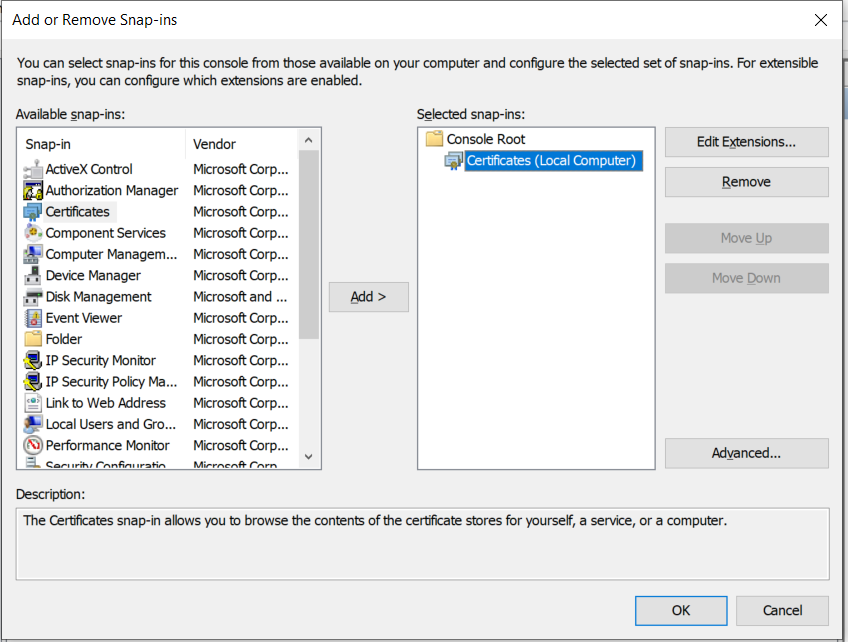 Add or Remove Snap-ins
You can select snap-ins for this console from those available on your computer and configure the selected set of snap-ins. For extensible
snap-ins, you can configure which extensions are enabled.
Available snap-ins:
Snap-in Vendor
ActiveX Control Microsoft Corp...
Authorization Manager Microsoft Corp...
Certificates Microsoft Corp...
Component Services Microsoft Corp...
Computer Managem... Microsoft Corp...
Device Manager Microsoft Corp...
Disk Management Microsoft and ...
Event Viewer Microsoft Corp...
Folder Microsoft Corp...
IP Security Monitor Microsoft Corp...
IP Security Policy Ma... Microsoft Corp...
Link to Web Address Microsoft Corp...
Local Users and Gro... Microsoft Corp...
Performance Monitor Microsoft Corp...
Security Configuratio Microsoft Corp
Add >
Selected snap-ins:
Console Root
Certificates (Local Computer)
Edit Extensions...
Remove
Move Up
Move Down
Advanced...
Description:
The Certificates snap-in allows you to browse the contents of the certificate stores for yourself, a service, or a computer.
OK
Cancel